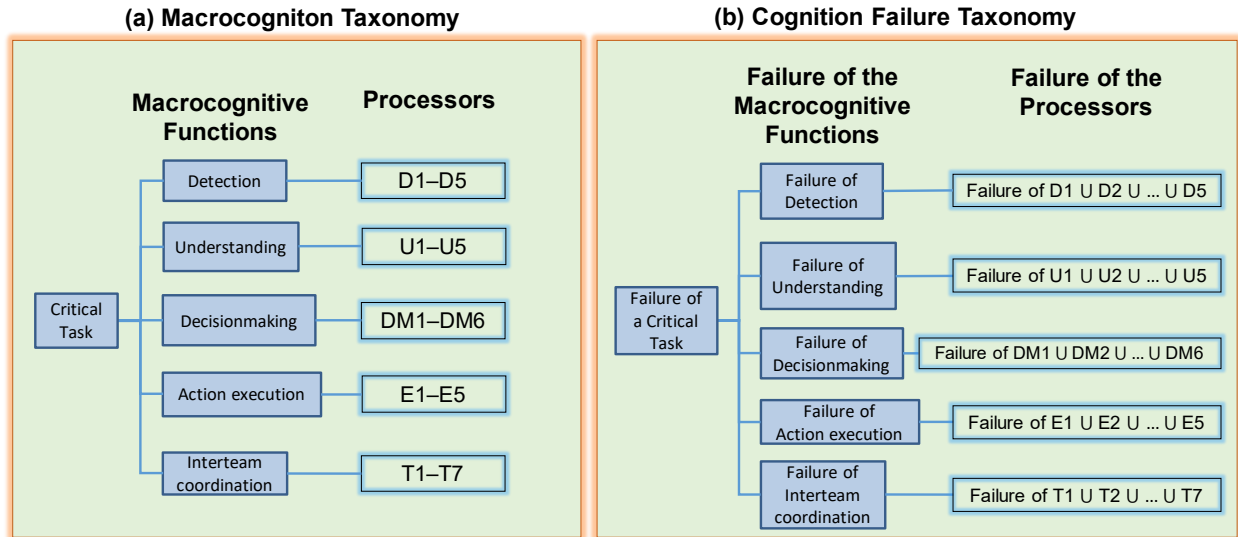 (a) Macrocogniton Taxonomy
Macrocognitive
Functions
Processors
Critical
Task
Detection
D1–D5
Understanding
U1–U5
Decisionmaking
DM1–DM6
Action execution
E1–E5
Interteam
coordination
T1–T7
(b) Cognition Failure Taxonomy
Failure of the
Macrocognitive
Functions
Failure of the
Processors
Failure of
a Critical
Task
Failure of
Detection
Failure of D1 ∪ D2 ∪ ... ∪ D5
Failure of
Understanding
Failure of U1 ∪ U2 ∪ ... ∪ U5
Failure of
Decisionmaking
Failure of DM1 ∪ DM2 ∪ ... ∪ DM6
Failure of
Action execution
Failure of E1 ∪ E2 ∪ ... ∪ E5
Failure of
Interteam
coordination
Failure of T1 ∪ T2 ∪ ... ∪ T7